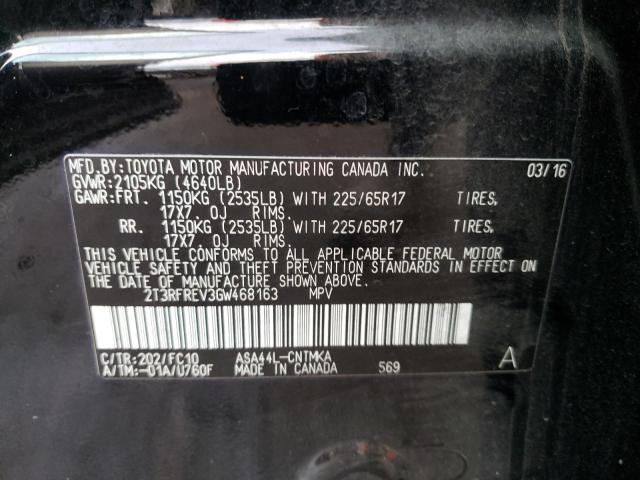 MFD.BY:TOYOTA MOTOR MANUFACTURING CANADA INC. 03/16
GVWR:2105KG (4640LB)
GAWR:FRT. 1150KG (2535LB) WITH 225/65R17 TIRES,
17X7.0J RIMS.
RR. 1150KG (2535LB) WITH 225/65R17 TIRES,
17X7.0J RIMS.
THIS VEHICLE CONFORMS TO ALL APPLICABLE FEDERAL MOTOR
VEHICLE SAFETY AND THEFT PREVENTION STANDARDS IN EFFECT ON
THE DATE OF MANUFACTURE SHOWN ABOVE.
2T3RFREV3GW468163 MPV
C/TR:202/FC10 ASA44L-CNTMKA
A/TM:-01A/U760F MADE IN CANADA 569 A